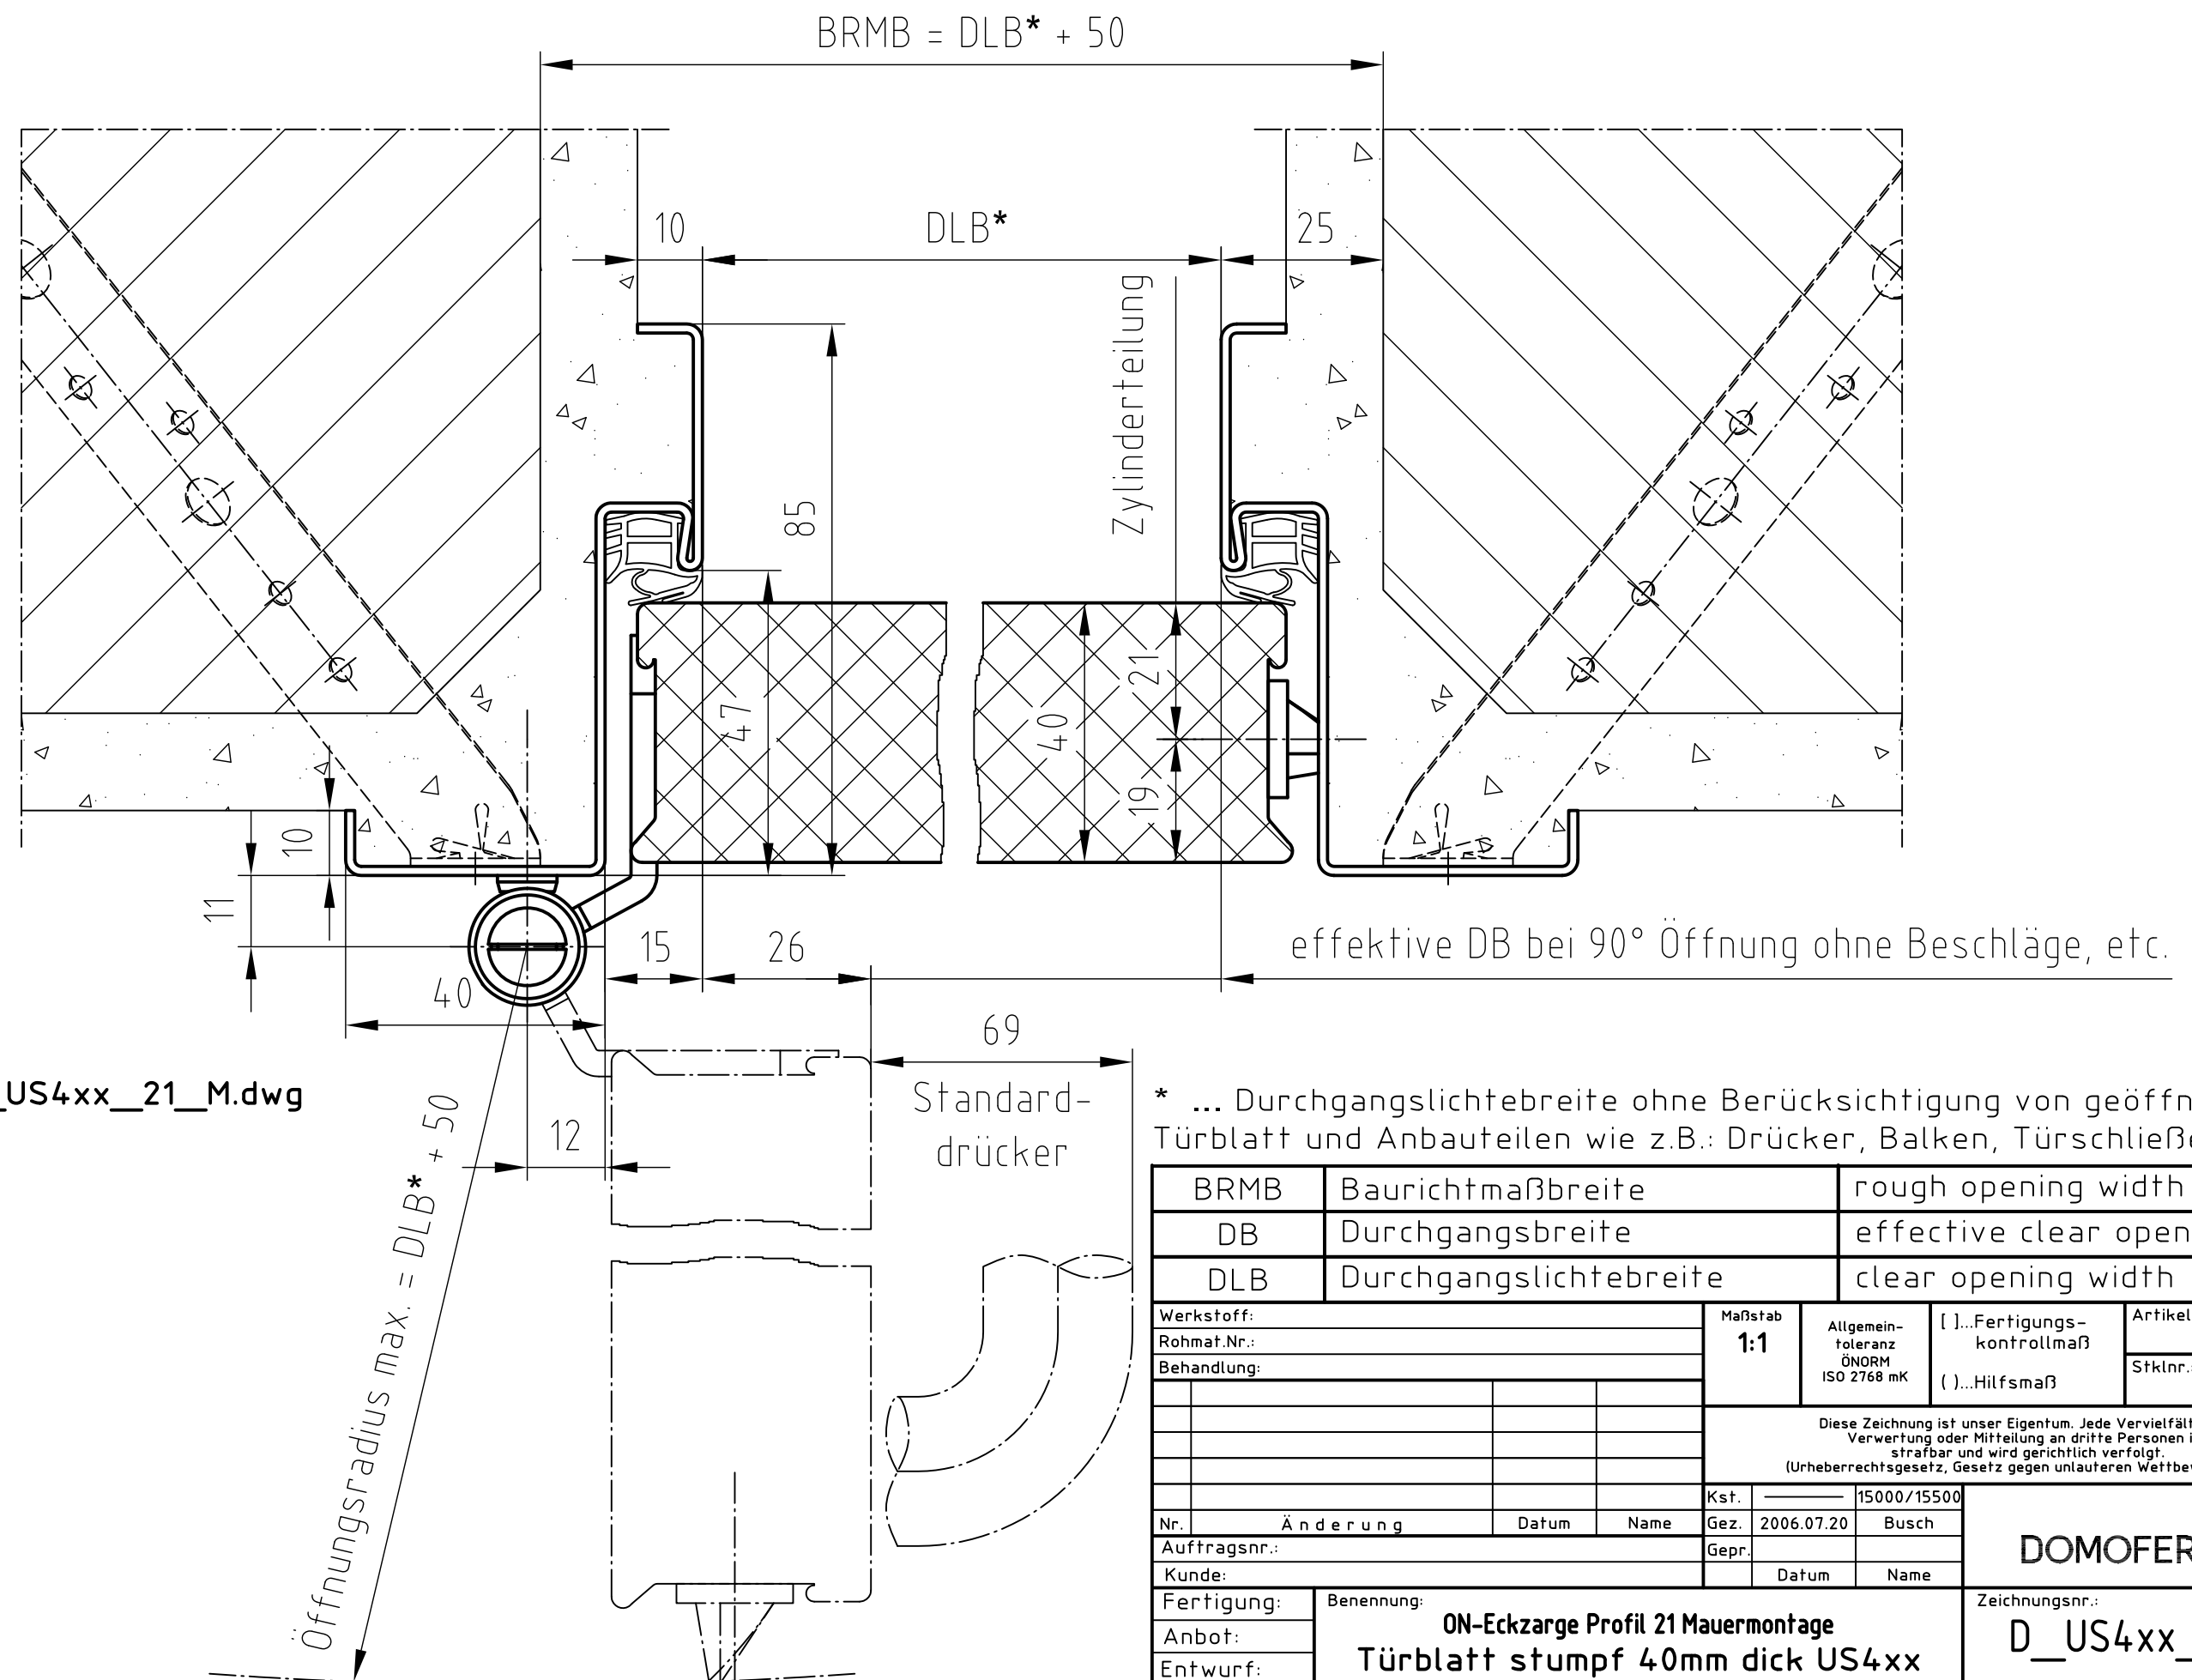 BRMB = DLB* + 50
10
DLB*
25
Zylinderteilung
85
47
40
21
19
10
11
15
26
effektive DB bei 90° Öffnung ohne Beschläge, etc.
40
69
Standard-
drücker
12
_US4xx__21__M.dwg
Öffnungsradius max. = DLB* + 50
* ... Durchgangslichtebreite ohne Berücksichtigung von geöffn
Türblatt und Anbauteilen wie z.B.: Drücker, Balken, Türschließe
BRMB Baurichtmaßbreite rough opening width
DB Durchgangsbreite effective clear open
DLB Durchgangslichtebreite clear opening width
Werkstoff:
Rohmat.Nr.:
Behandlung:
Maßstab
1:1
Allgemein-
toleranz
ÖNORM
ISO 2768 mK
[ ]...Fertigungs-
kontrollmaß
( )...Hilfsmaß
Artikel
Stklnr.:
Diese Zeichnung ist unser Eigentum. Jede Vervielfält
Verwertung oder Mitteilung an dritte Personen i
strafbar und wird gerichtlich verfolgt.
(Urheberrechtsgesetz, Gesetz gegen unlauteren Wettbew
Kst. 15000/15500
Nr. Änderung Datum Name
Gez. 2006.07.20 Busch
Gepr.
Datum Name
Auftragsnr.:
Kunde:
DOMOFER
Fertigung:
Anbot:
Entwurf:
Benennung:
ON-Eckzarge Profil 21 Mauermontage
Türblatt stumpf 40mm dick US4xx
Zeichnungsnr.:
D__US4xx_